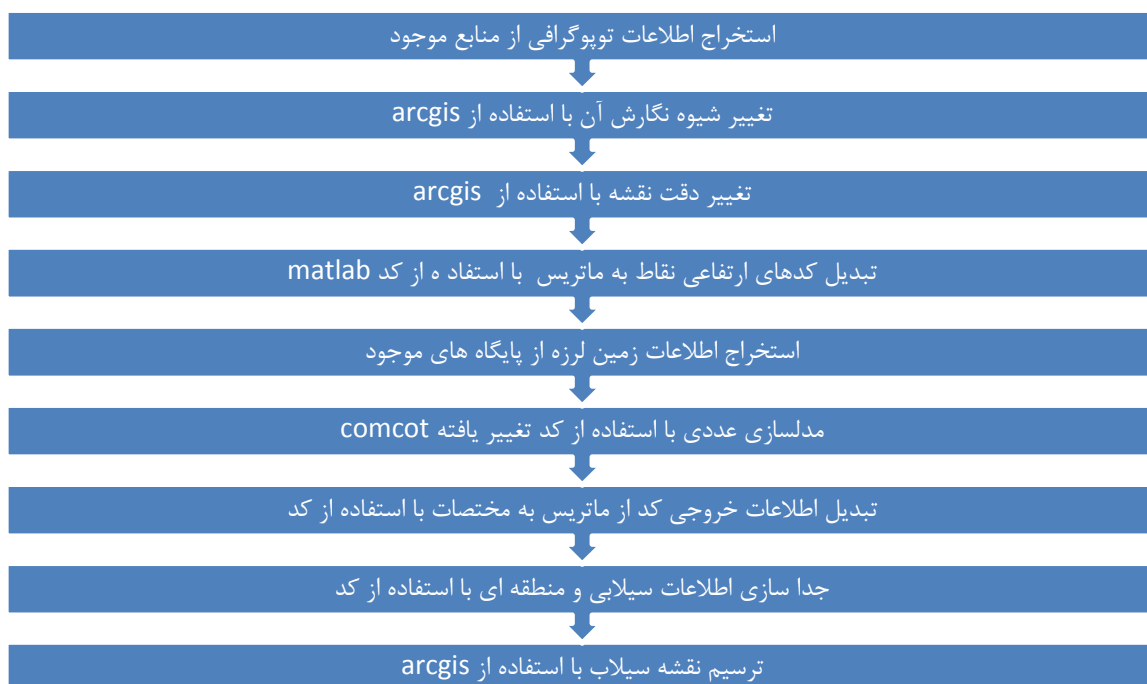 استخراج اطلاعات توپوگرافی از منابع موجود
تغییر شیوه نگارش آن با استفاده از arcgis
تغییر دقت نقشه با استفاده از arcgis
تبدیل کدهای ارتفاعی نقاط به ماتریس با استفاد ه از کد matlab
استخراج اطلاعات زمین لرزه از پایگاه های موجود
مدلسازی عددی با استفاده از کد تغییر یافته comcot
تبدیل اطلاعات خروجی کد از ماتریس به مختصات با استفاده از کد
جدا سازی اطلاعات سیلابی و منطقه ای با استفاده از کد
ترسیم نقشه سیلاب با استفاده از arcgis